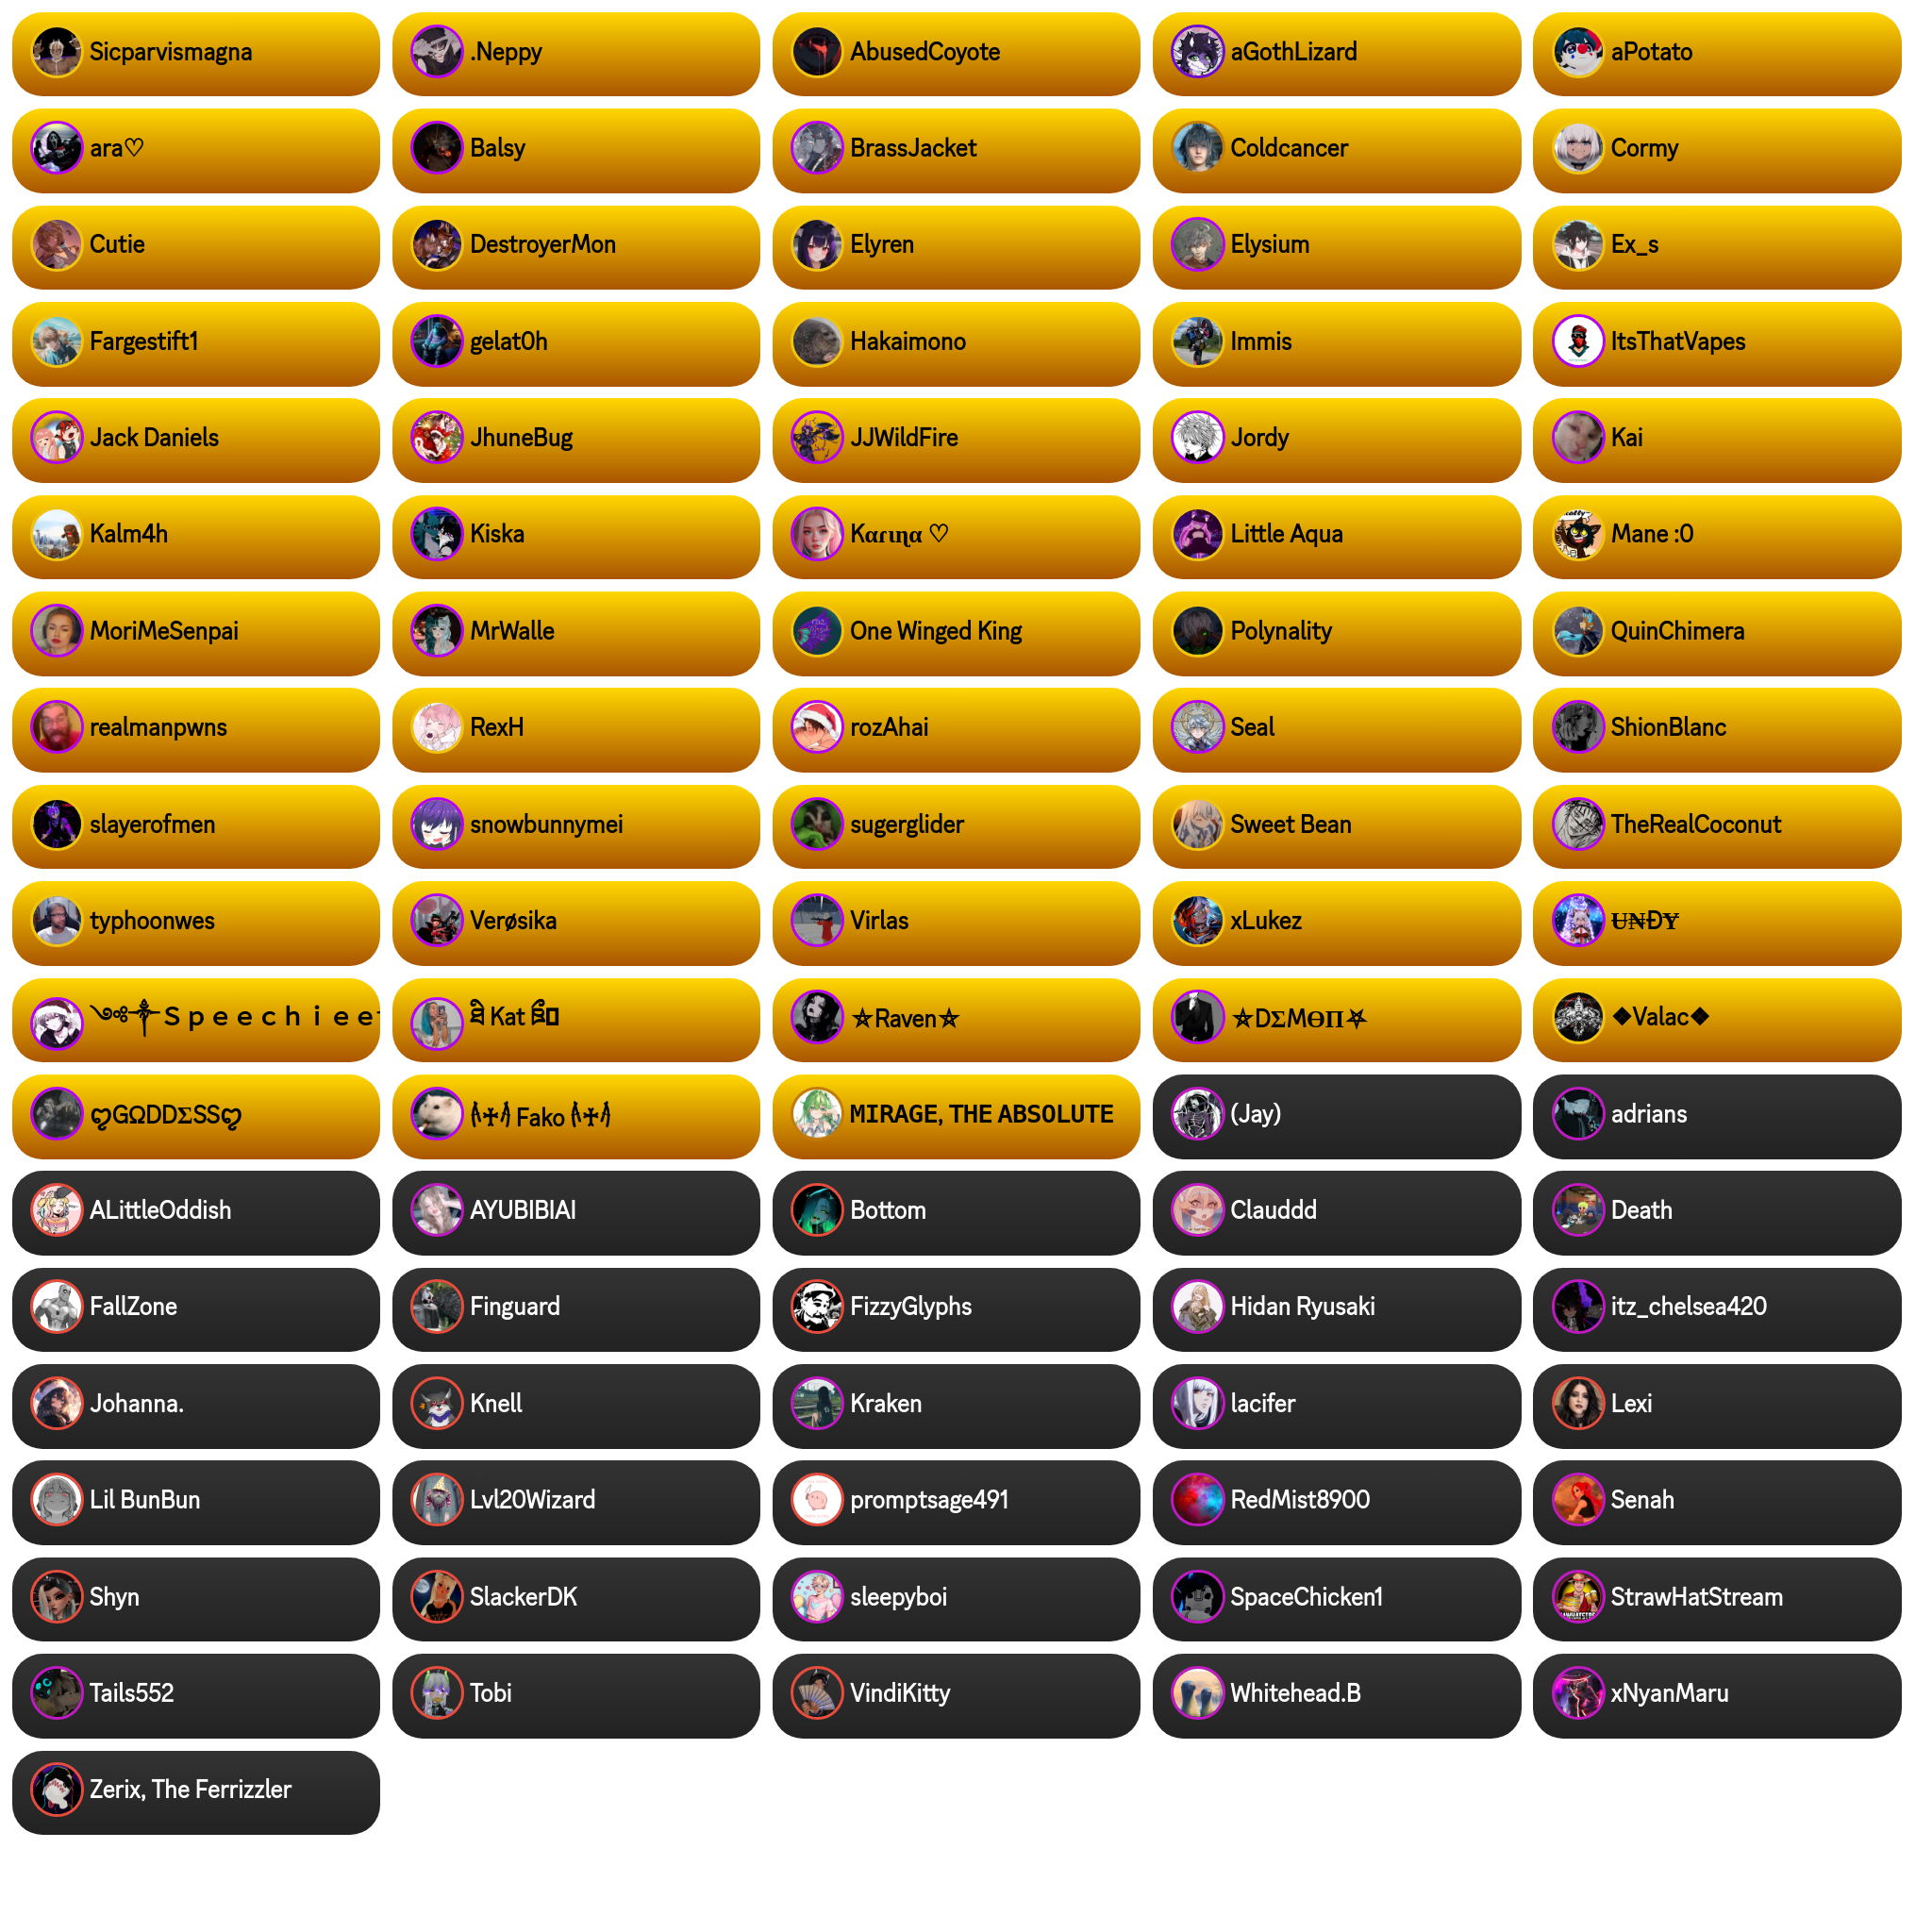 Sicparvismagna
.Neppy
AbusedCoyote
aGothLizard
aPotato
ara♡
Balsy
BrassJacket
Coldcancer
Cormy
Cutie
DestroyerMon
Elyren
Elysium
Ex_s
Fargestift1
gelat0h
Hakaimono
Immis
ItsThatVapes
Jack Daniels
JhuneBug
JJWildFire
Jordy
Kai
Kalm4h
Kiska
Kαɾιɳα ♡
Little Aqua
Mane :0
MoriMeSenpai
MrWalle
One Winged King
Polynality
QuinChimera
realmanpwns
RexH
rozAhai
Seal
ShionBlanc
slayerofmen
snowbunnymei
sugerglider
Sweet Bean
TheRealCoconut
typhoonwes
Verøsika
Virlas
xLukez
Ʉ₦ĐɎ
Ｓｐｅｅｃｈｉｅｅ
Kat
⛤Raven⛤
⛤DΣMӨΠ⛧
❖Valac❖
ღGΩDDΣSSღ
Fako
𝗠𝗜𝗥𝗔𝗚𝗘, 𝗧𝗛𝗘 𝗔𝗕𝗦𝗢𝗟𝗨𝗧𝗘
(Jay)
adrians
ALittleOddish
AYUBIBIAI
Bottom
Clauddd
Death
FallZone
Finguard
FizzyGlyphs
Hidan Ryusaki
itz_chelsea420
Johanna.
Knell
Kraken
lacifer
Lexi
Lil BunBun
Lvl20Wizard
promptsage491
RedMist8900
Senah
Shyn
SlackerDK
sleepyboi
SpaceChicken1
StrawHatStream
Tails552
Tobi
VindiKitty
Whitehead.B
xNyanMaru
Zerix, The Ferrizzler